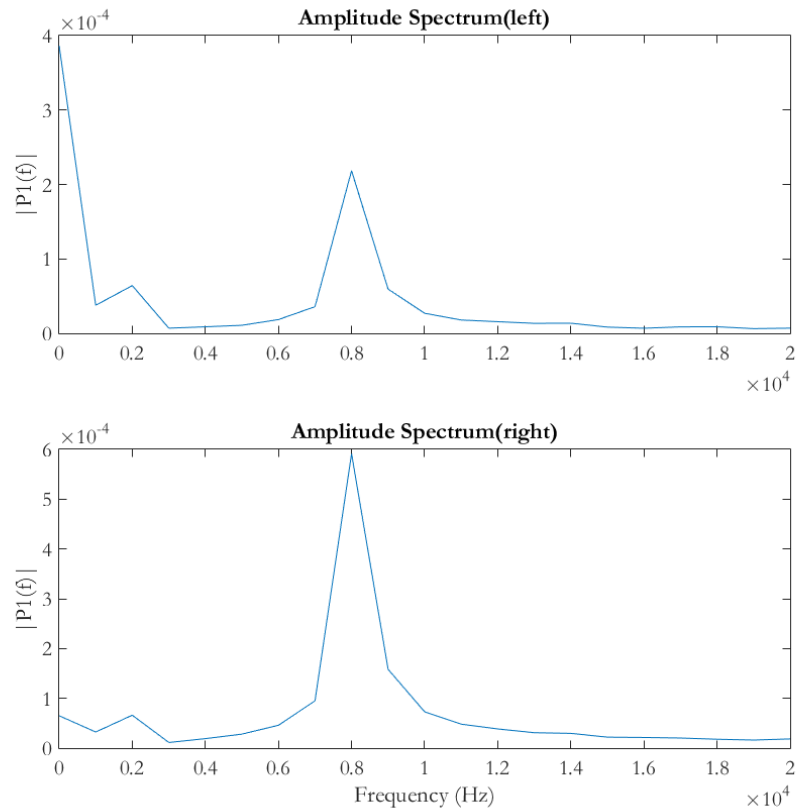 Amplitude Spectrum(left)
×10⁻⁴
4
3
2
1
0
|P1(f)|
0 0.2 0.4 0.6 0.8 1 1.2 1.4 1.6 1.8 2
×10⁴
Amplitude Spectrum(right)
×10⁻⁴
6
5
4
3
2
1
0
|P1(f)|
0 0.2 0.4 0.6 0.8 1 1.2 1.4 1.6 1.8 2
Frequency (Hz)
×10⁴